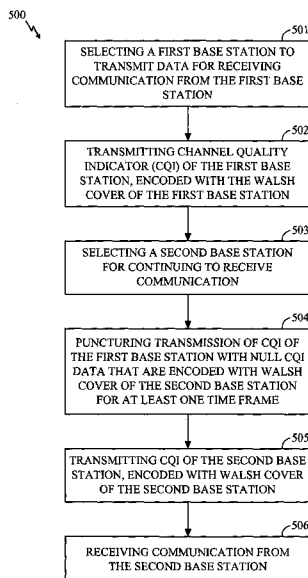 500
501
SELECTING A FIRST BASE STATION TO
TRANSMIT DATA FOR RECEIVING
COMMUNICATION FROM THE FIRST BASE
STATION
502
TRANSMITTING CHANNEL QUALITY
INDICATOR (CQI) OF THE FIRST BASE
STATION, ENCODED WITH THE WALSH
COVER OF THE FIRST BASE STATION
503
SELECTING A SECOND BASE STATION
FOR CONTINUING TO RECEIVE
COMMUNICATION
504
PUNCTURING TRANSMISSION OF CQI OF
THE FIRST BASE STATION WITH NULL CQI
DATA THAT ARE ENCODED WITH WALSH
COVER OF THE SECOND BASE STATION
FOR AT LEAST ONE TIME FRAME
505
TRANSMITTING CQI OF THE SECOND BASE
STATION, ENCODED WITH WALSH COVER
OF THE SECOND BASE STATION
506
RECEIVING COMMUNICATION FROM
THE SECOND BASE STATION